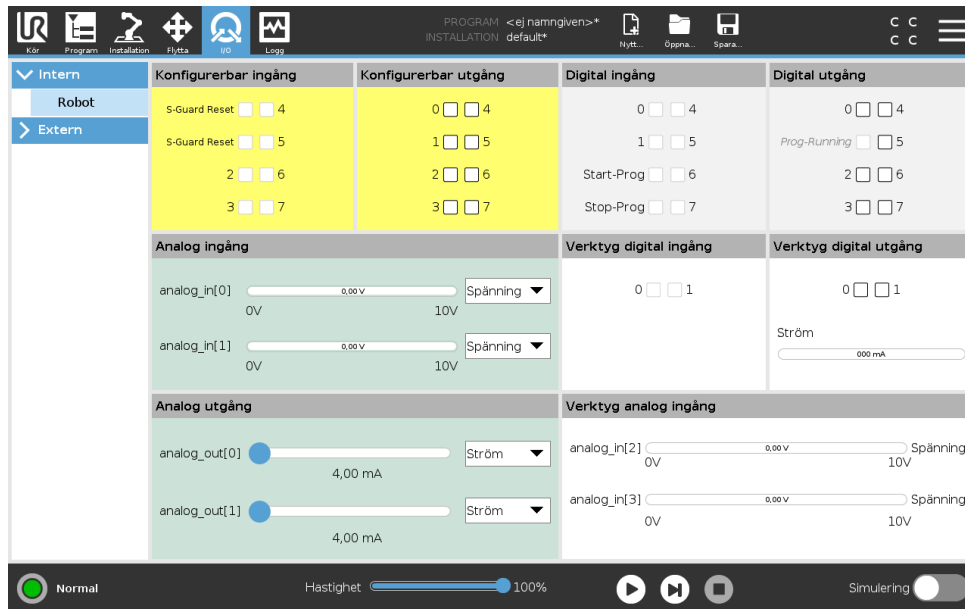 UR
PROGRAM <ej namngiven>*
INSTALLATION default*
C C
C C
Kör Program Installation Flytta I/O Logg Nytt... Öppna... Spara...
Intern
Robot
Extern
Konfigurerbar ingång
S-Guard Reset 4
S-Guard Reset 5
2 6
3 7
Konfigurerbar utgång
0 4
1 5
2 6
3 7
Digital ingång
0 4
1 5
Start-Prog 6
Stop-Prog 7
Digital utgång
0 4
Prog-Running 5
2 6
3 7
Analog ingång
analog_in[0] 0,00 V Spänning
0V 10V
analog_in[1] 0,00 V Spänning
0V 10V
Verktyg digital ingång
0 1
Verktyg digital utgång
0 1
Ström
000 mA
Analog utgång
analog_out[0] Ström
4,00 mA
analog_out[1] Ström
4,00 mA
Verktyg analog ingång
analog_in[2] 0,00 V Spänning
0V 10V
analog_in[3] 0,00 V Spänning
0V 10V
Normal Hastighet 100% Simulering